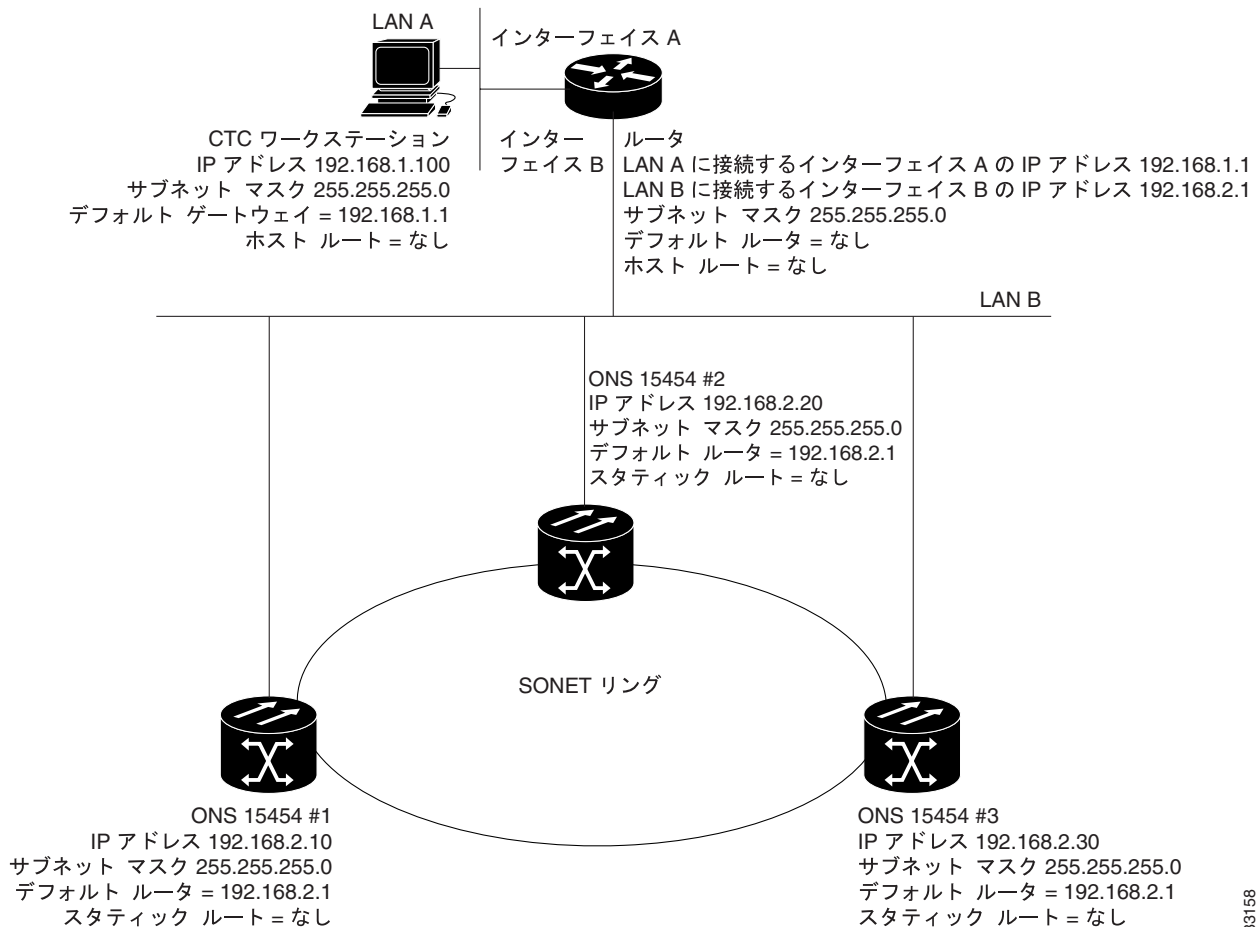 LAN A
インターフェイス A
CTC ワークステーション
IP アドレス 192.168.1.100
サブネット マスク 255.255.255.0
デフォルト ゲートウェイ = 192.168.1.1
ホスト ルート = なし
インター
フェイス B
ルータ
LAN A に接続するインターフェイス A の IP アドレス 192.168.1.1
LAN B に接続するインターフェイス B の IP アドレス 192.168.2.1
サブネット マスク 255.255.255.0
デフォルト ルータ = なし
ホスト ルート = なし
LAN B
ONS 15454 #2
IP アドレス 192.168.2.20
サブネット マスク 255.255.255.0
デフォルト ルータ = 192.168.2.1
スタティック ルート = なし
SONET リング
ONS 15454 #1
IP アドレス 192.168.2.10
サブネット マスク 255.255.255.0
デフォルト ルータ = 192.168.2.1
スタティック ルート = なし
ONS 15454 #3
IP アドレス 192.168.2.30
サブネット マスク 255.255.255.0
デフォルト ルータ = 192.168.2.1
スタティック ルート = なし